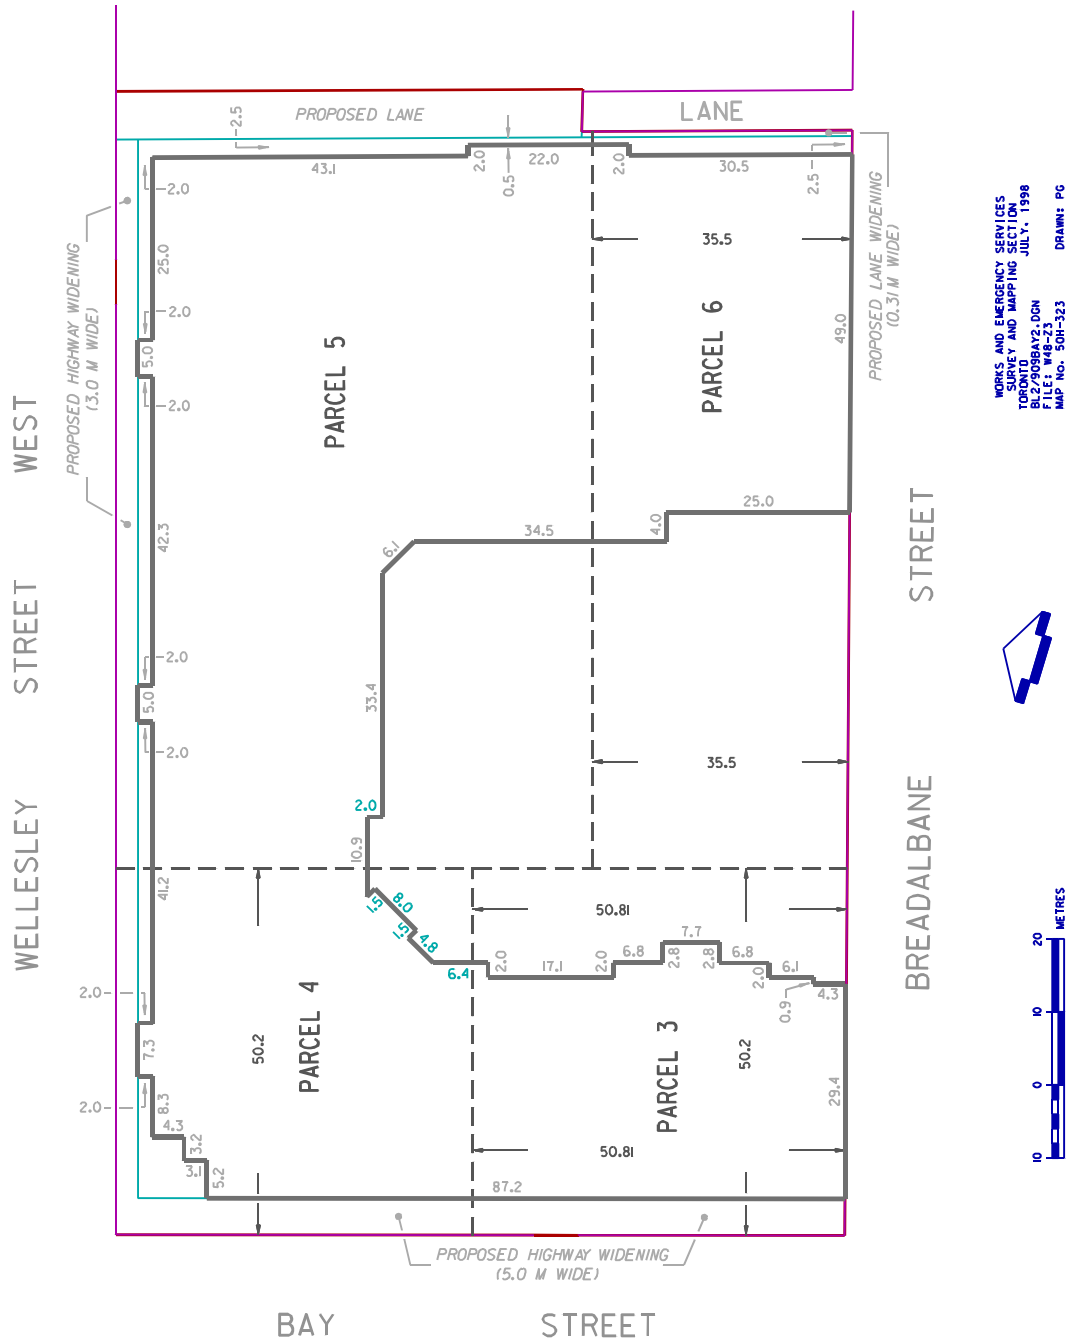 PROPOSED LANE
LANE
2.5
43.1
2.0
22.0
0.5
2.0
30.5
2.5
2.0
PROPOSED HIGHWAY WIDENING
(3.0 M WIDE)
25.0
2.0
5.0
2.0
35.5
PARCEL 5
PARCEL 6
49.0
PROPOSED LANE WIDENING
(0.31 M WIDE)
WORKS AND EMERGENCY SERVICES
SURVEY AND MAPPING SECTION
TORONTO JULY, 1998
BL2/909BAY2.DGN
FILE: W48-Z3
MAP No. 50H-323 DRAWN: PG
42.3
6.1
34.5
4.0
25.0
2.0
5.0
2.0
33.4
35.5
2.0
10.9
41.2
1.5
8.0
1.5
4.8
6.4
2.0
17.1
2.0
6.8
2.8
7.7
2.8
6.8
2.0
6.1
0.9
4.3
50.81
2.0
7.3
2.0
8.3
4.3
3.2
3.1
5.2
50.2
PARCEL 4
PARCEL 3
50.2
29.4
50.81
87.2
PROPOSED HIGHWAY WIDENING
(5.0 M WIDE)
WELLESLEY STREET WEST
BREADALBANE STREET
BAY STREET
10 0 10 20
METRES